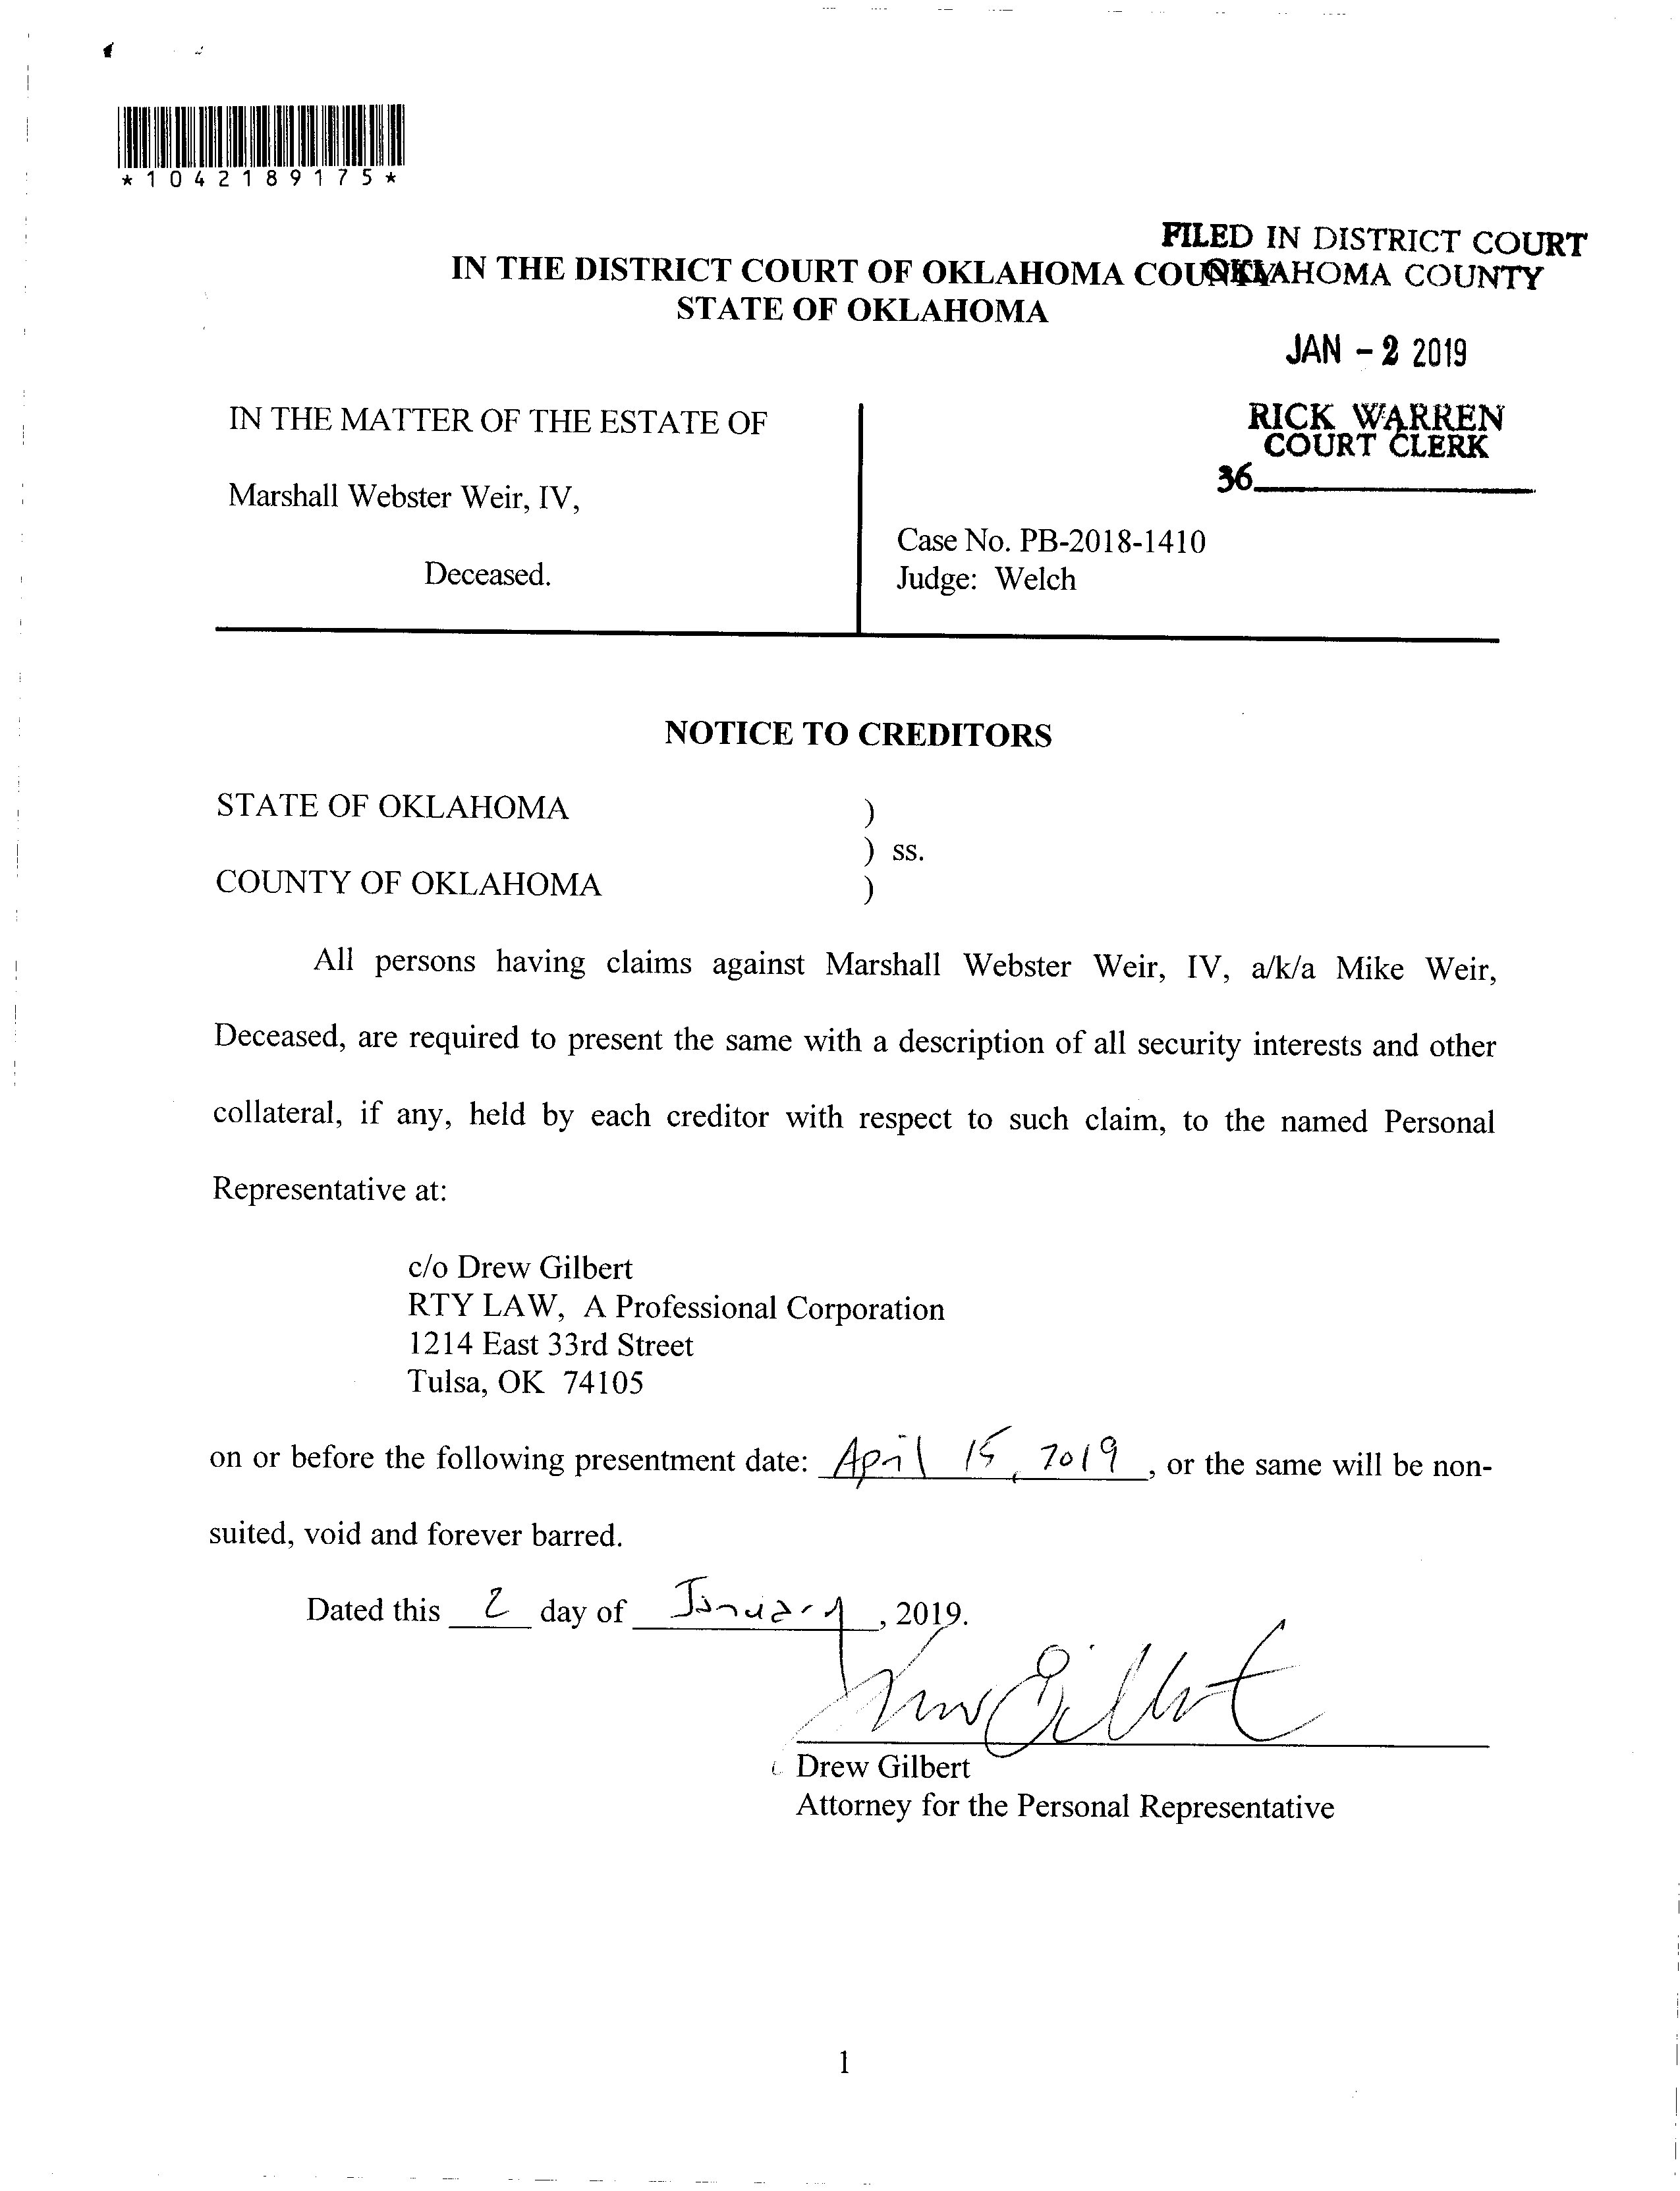 *1042189175*
FILED IN DISTRICT COURT
OKLAHOMA COUNTY
IN THE DISTRICT COURT OF OKLAHOMA COUNTY
STATE OF OKLAHOMA
JAN - 2 2019
RICK WARREN
COURT CLERK
36
IN THE MATTER OF THE ESTATE OF
Marshall Webster Weir, IV,
Deceased.
Case No. PB-2018-1410
Judge: Welch
NOTICE TO CREDITORS
STATE OF OKLAHOMA )
) ss.
COUNTY OF OKLAHOMA )
All persons having claims against Marshall Webster Weir, IV, a/k/a Mike Weir,
Deceased, are required to present the same with a description of all security interests and other
collateral, if any, held by each creditor with respect to such claim, to the named Personal
Representative at:
c/o Drew Gilbert
RTY LAW, A Professional Corporation
1214 East 33rd Street
Tulsa, OK 74105
on or before the following presentment date: April 15, 2019, or the same will be non-
suited, void and forever barred.
Dated this 2 day of January, 2019.
Drew Gilbert
Drew Gilbert
Attorney for the Personal Representative
1